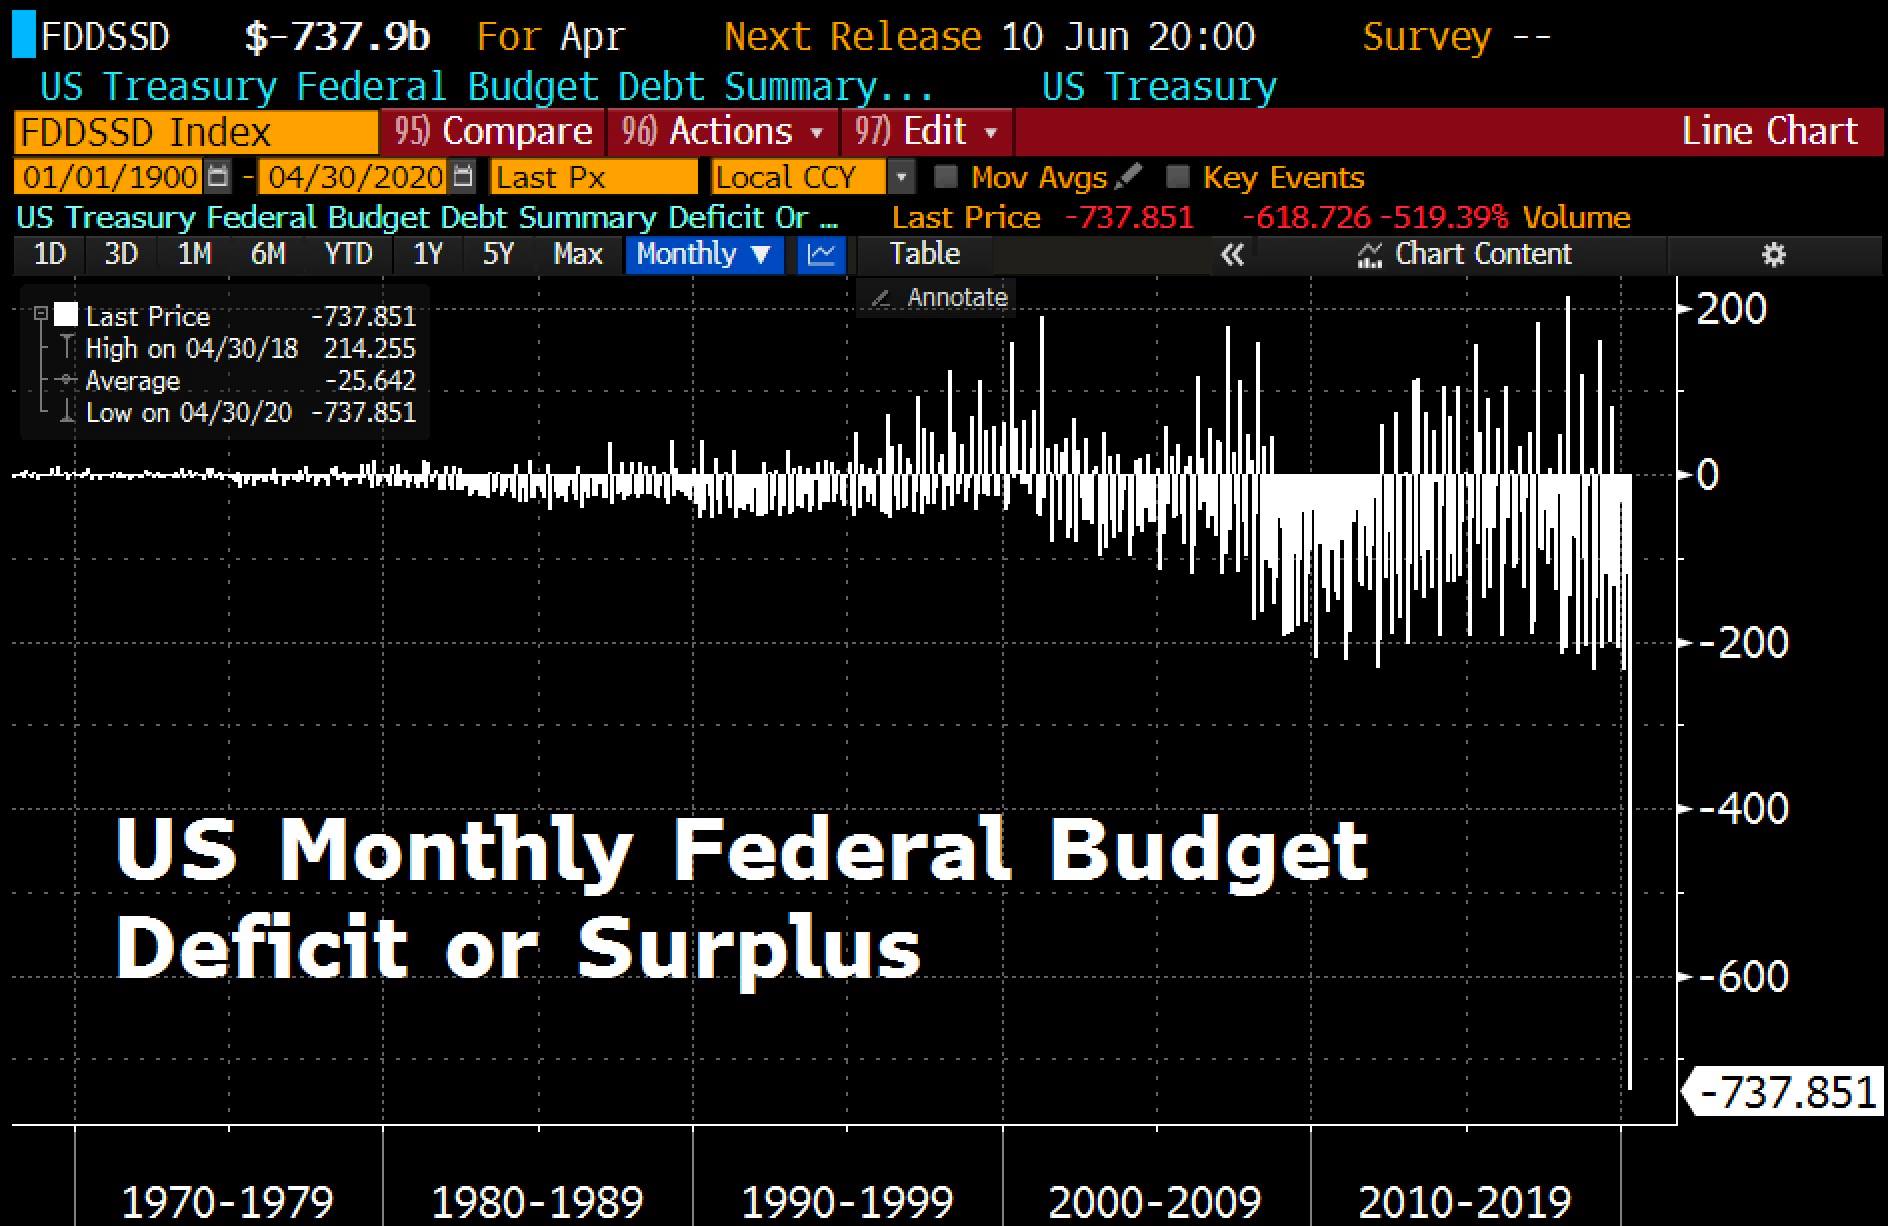 FDDSSD $-737.9b For Apr Next Release 10 Jun 20:00 Survey --
US Treasury Federal Budget Debt Summary... US Treasury
FDDSSD Index 95) Compare 96) Actions ▾ 97) Edit ▾ Line Chart
01/01/1900 - 04/30/2020 Last Px Local CCY ▾ Mov Avgs Key Events
US Treasury Federal Budget Debt Summary Deficit Or ... Last Price -737.851 -618.726 -519.39% Volume
1D 3D 1M 6M YTD 1Y 5Y Max Monthly ▼ Table « Chart Content
Annotate
Last Price -737.851
High on 04/30/18 214.255
Average -25.642
Low on 04/30/20 -737.851
200
0
-200
-400
US Monthly Federal Budget
Deficit or Surplus
-600
-737.851
1970-1979 1980-1989 1990-1999 2000-2009 2010-2019